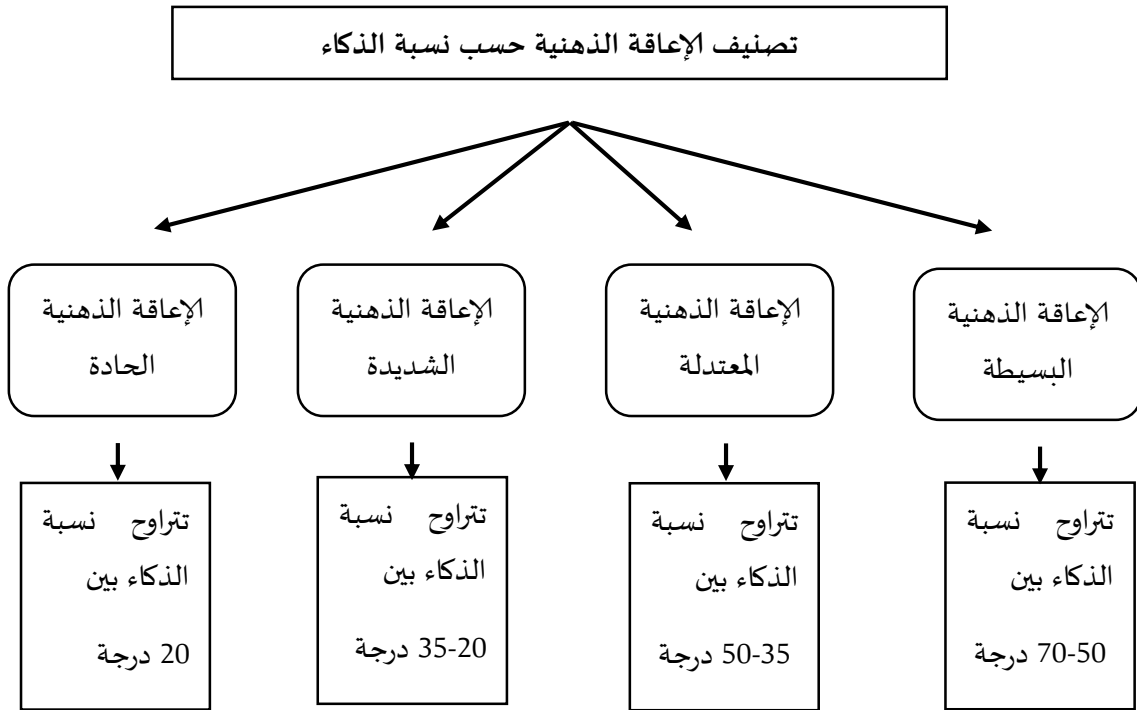 تصنيف الإعاقة الذهنية حسب نسبة الذكاء
الإعاقة الذهنية
البسيطة
الإعاقة الذهنية
المعتدلة
الإعاقة الذهنية
الشديدة
الإعاقة الذهنية
الحادة
تتراوح نسبة
الذكاء بين
50-70 درجة
تتراوح نسبة
الذكاء بين
35-50 درجة
تتراوح نسبة
الذكاء بين
20-35 درجة
تتراوح نسبة
الذكاء بين
20 درجة